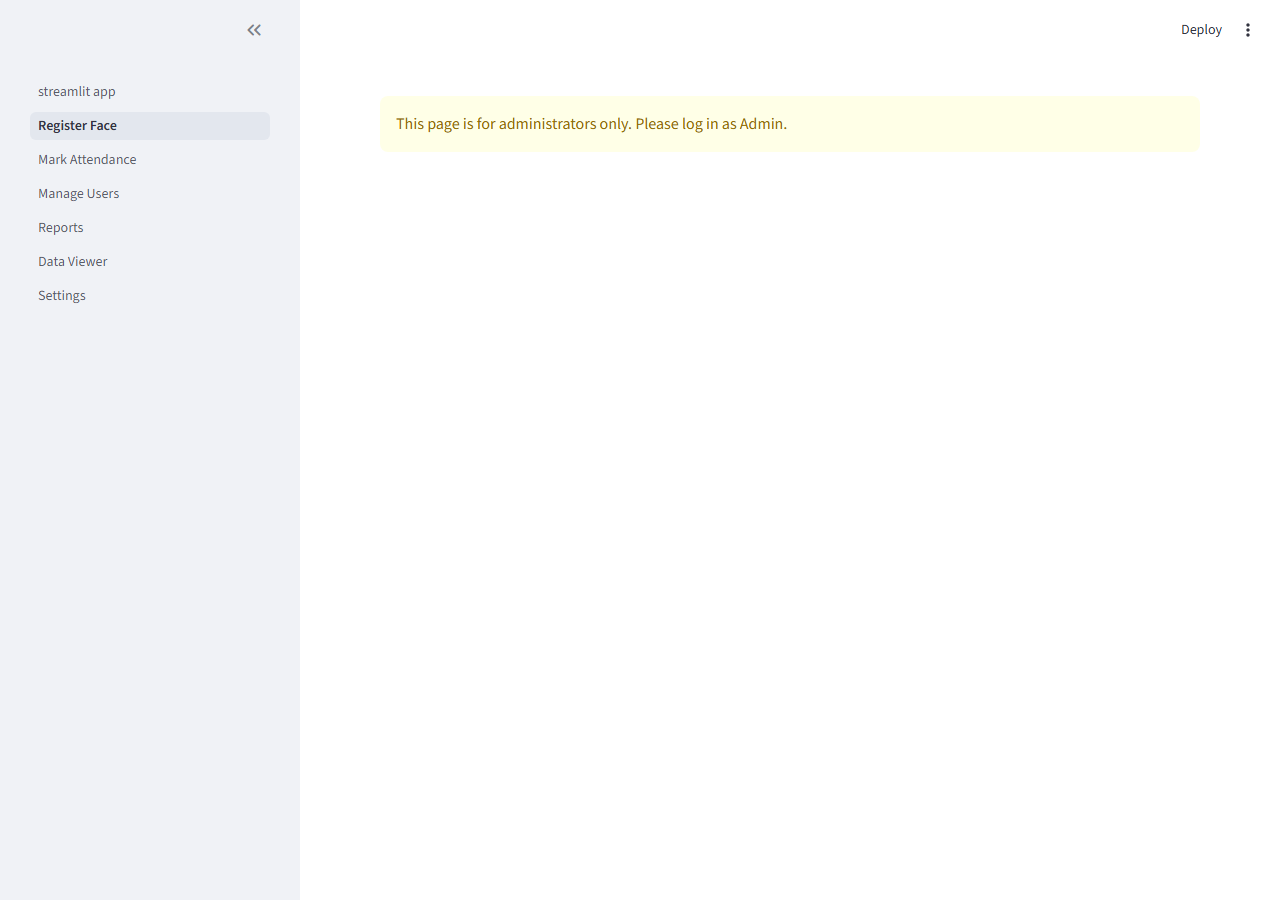 Deploy
streamlit app
Register Face
Mark Attendance
Manage Users
Reports
Data Viewer
Settings
This page is for administrators only. Please log in as Admin.